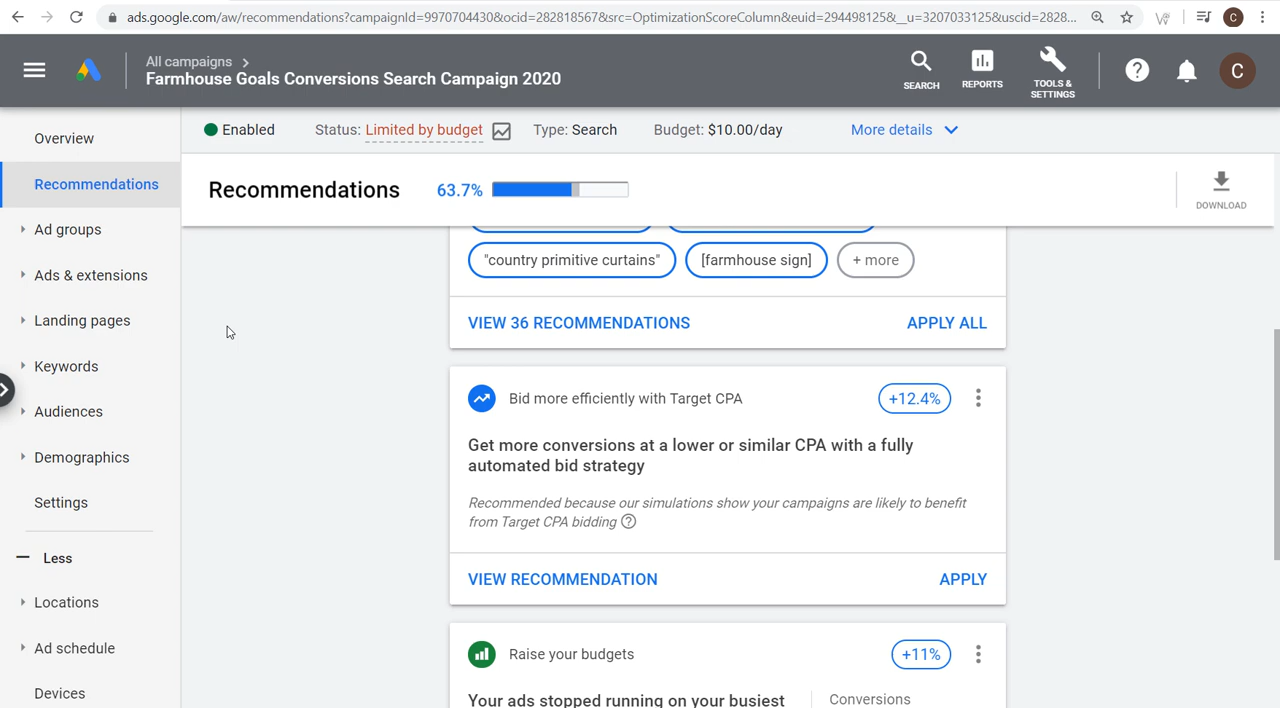 ads.google.com/aw/recommendations?campaignId=9970704430&ocid=282818567&src=OptimizationScoreColumn&euid=294498125&__u=3207033125&uscid=2828...
C
All campaigns
Farmhouse Goals Conversions Search Campaign 2020
SEARCH
REPORTS
TOOLS &
SETTINGS
?
C
Overview
Recommendations
Ad groups
Ads & extensions
Landing pages
Keywords
Audiences
Demographics
Settings
Less
Locations
Ad schedule
Devices
Enabled
Status: Limited by budget
Type: Search
Budget: $10.00/day
More details
Recommendations
63.7%
DOWNLOAD
"country primitive curtains"
[farmhouse sign]
+ more
VIEW 36 RECOMMENDATIONS
APPLY ALL
Bid more efficiently with Target CPA
+12.4%
Get more conversions at a lower or similar CPA with a fully
automated bid strategy
Recommended because our simulations show your campaigns are likely to benefit
from Target CPA bidding ?
VIEW RECOMMENDATION
APPLY
Raise your budgets
+11%
Your ads stopped running on your busiest
Conversions